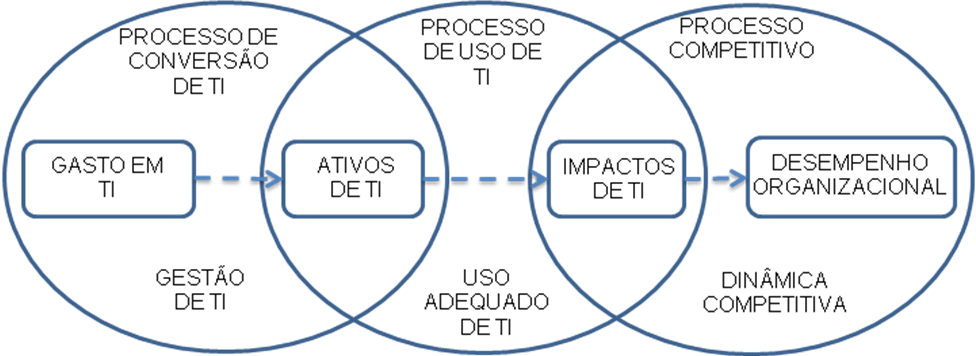 PROCESSO DE
CONVERSÃO
DE TI
PROCESSO
DE USO DE
TI
PROCESSO
COMPETITIVO
GASTO EM
TI
ATIVOS
DE TI
IMPACTOS
DE TI
DESEMPENHO
ORGANIZACIONAL
GESTÃO
DE TI
USO
ADEQUADO
DE TI
DINÂMICA
COMPETITIVA